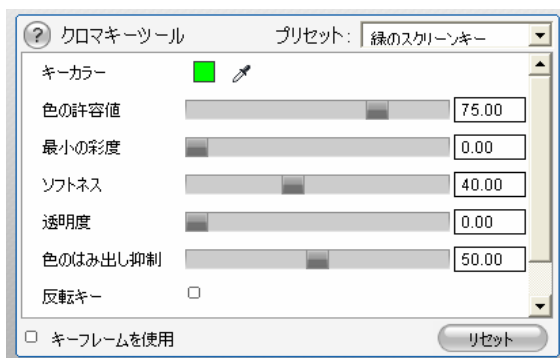 ? クロマキーツール プリセット: 緑のスクリーンキー
キーカラー
色の許容値 75.00
最小の彩度 0.00
ソフトネス 40.00
透明度 0.00
色のはみ出し抑制 50.00
反転キー
キーフレームを使用 リセット